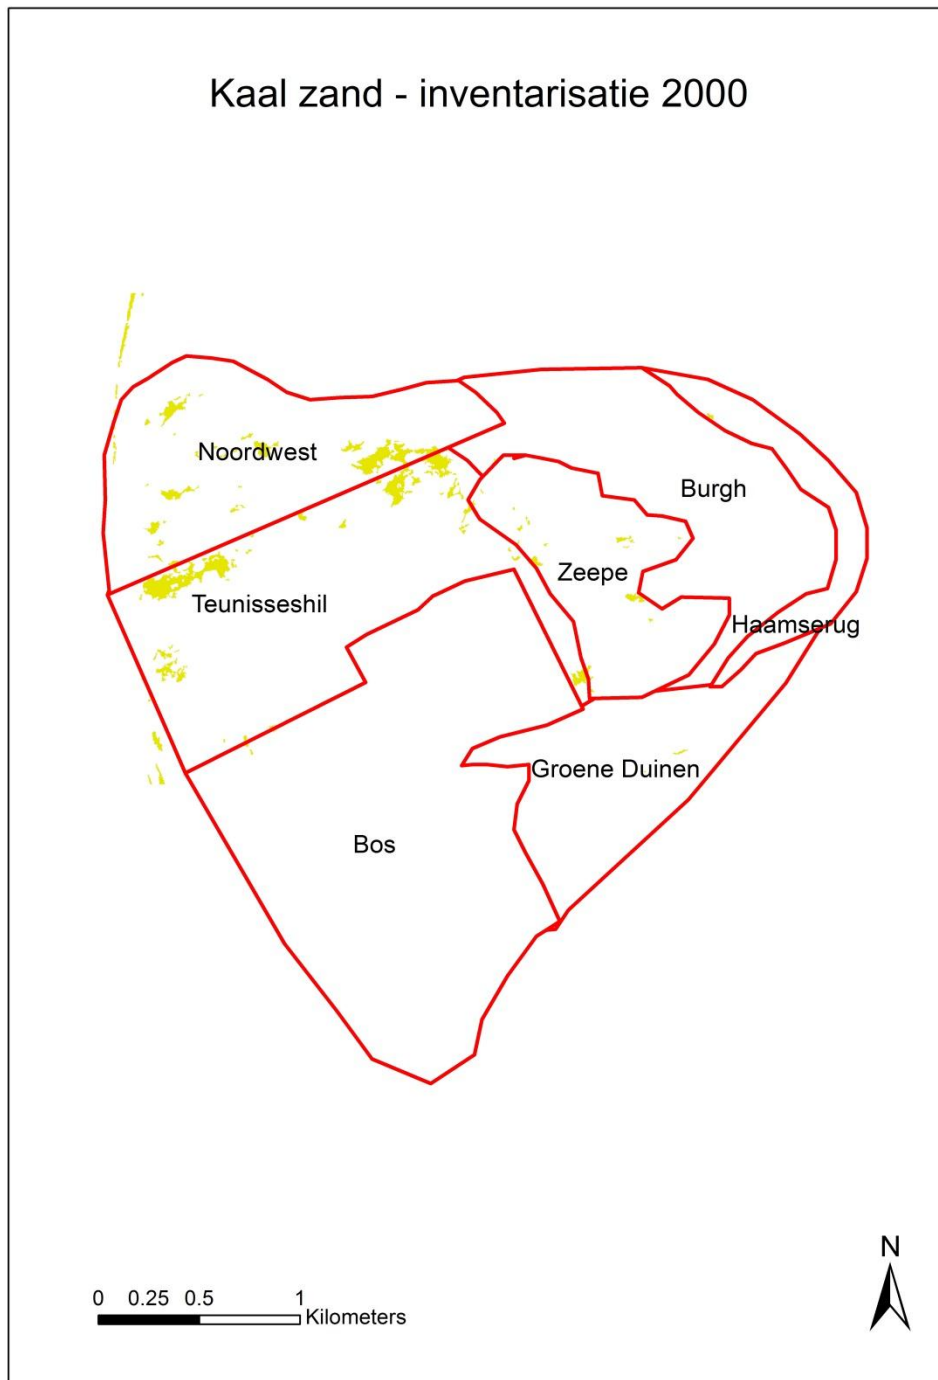 Kaal zand - inventarisatie 2000
Noordwest
Burgh
Zeepe
Teunisseshil
Haamserug
Groene Duinen
Bos
N
0 0.25 0.5 1
Kilometers